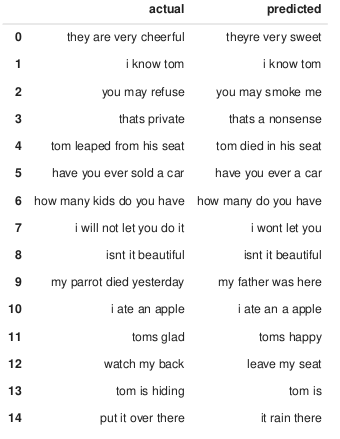 actual predicted
0 they are very cheerful theyre very sweet
1 i know tom i know tom
2 you may refuse you may smoke me
3 thats private thats a nonsense
4 tom leaped from his seat tom died in his seat
5 have you ever sold a car have you ever a car
6 how many kids do you have how many do you have
7 i will not let you do it i wont let you
8 isnt it beautiful isnt it beautiful
9 my parrot died yesterday my father was here
10 i ate an apple i ate an a apple
11 toms glad toms happy
12 watch my back leave my seat
13 tom is hiding tom is
14 put it over there it rain there